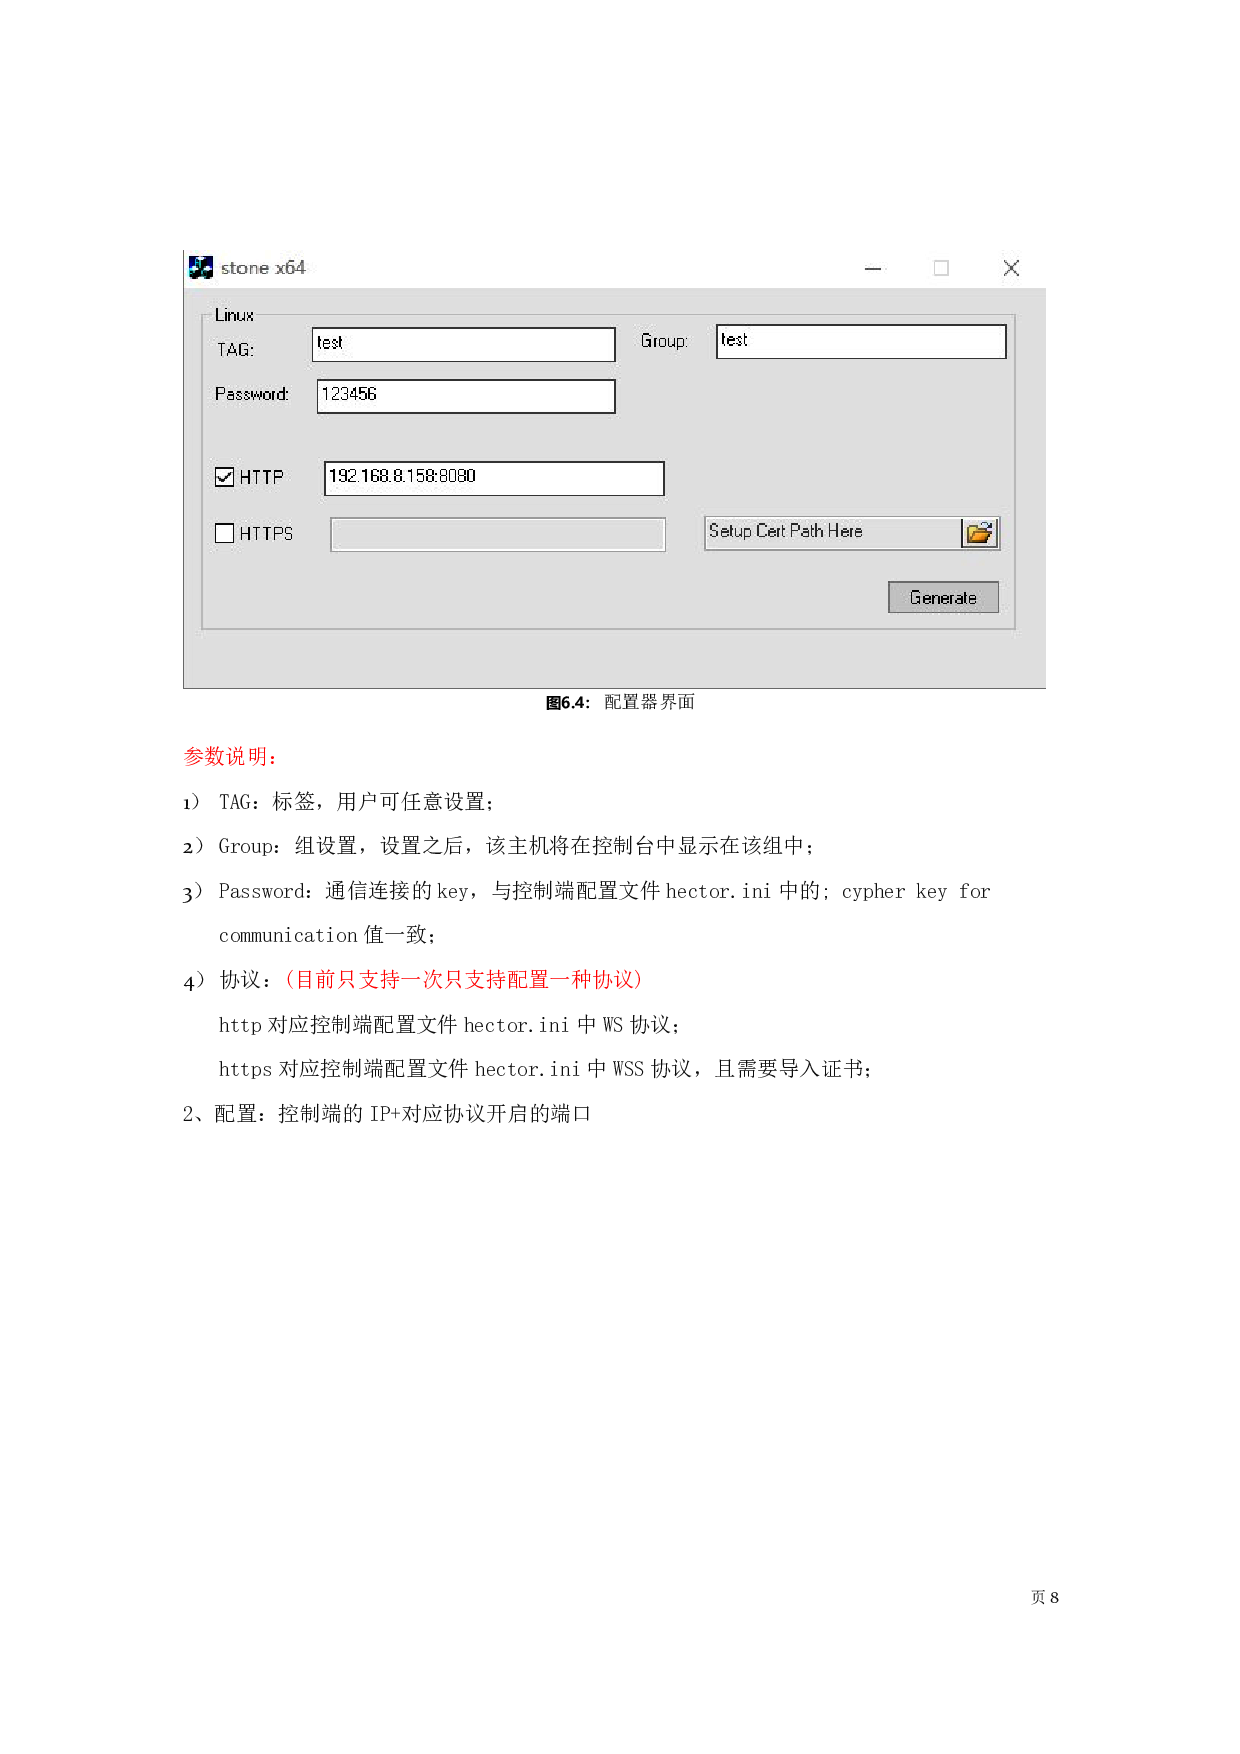 stone x64
Linux
TAG: test Group: test
Password: 123456
HTTP 192.168.8.158:8080
HTTPS Setup Cert Path Here
Generate
图6.4： 配置器界面
参数说明：
1） TAG：标签，用户可任意设置；
2） Group：组设置，设置之后，该主机将在控制台中显示在该组中；
3） Password：通信连接的 key，与控制端配置文件 hector.ini 中的; cypher key for
communication 值一致；
4） 协议：（目前只支持一次只支持配置一种协议）
http 对应控制端配置文件 hector.ini 中 WS 协议；
https 对应控制端配置文件 hector.ini 中 WSS 协议，且需要导入证书；
2、配置：控制端的 IP+对应协议开启的端口
页 8